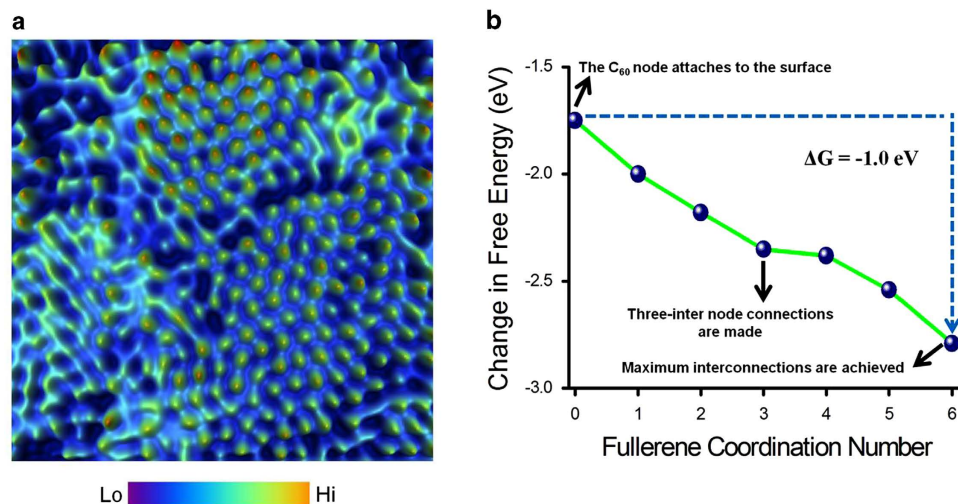 a
Lo Hi
b
The C₆₀ node attaches to the surface
ΔG = -1.0 eV
Three-inter node connections
are made
Maximum interconnections are achieved
Change in Free Energy (eV)
-1.5
-2.0
-2.5
-3.0
0 1 2 3 4 5 6
Fullerene Coordination Number